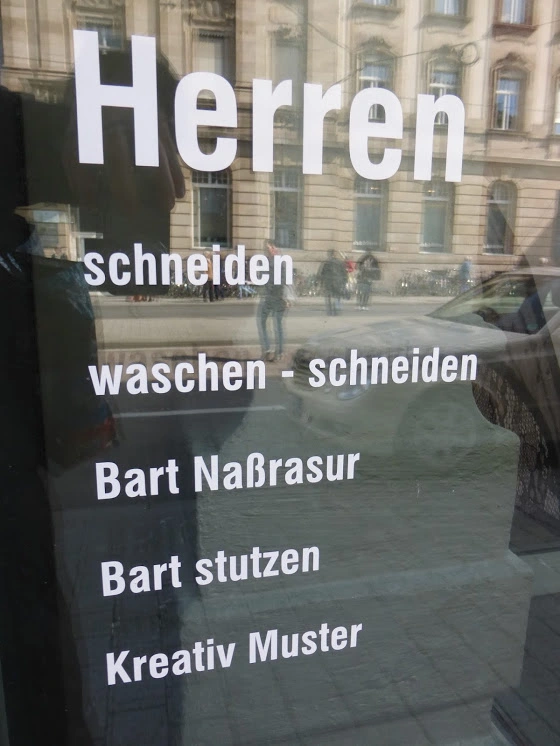 Herren
schneiden
waschen - schneiden
Bart Naßrasur
Bart stutzen
Kreativ Muster